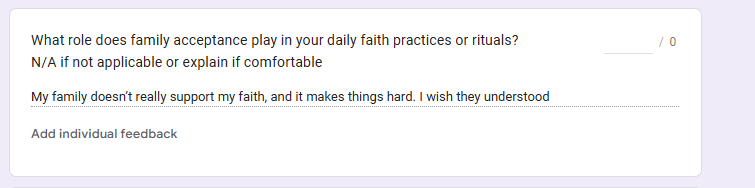 What role does family acceptance play in your daily faith practices or rituals?
/ 0
N/A if not applicable or explain if comfortable
My family doesn't really support my faith, and it makes things hard. I wish they understood
Add individual feedback